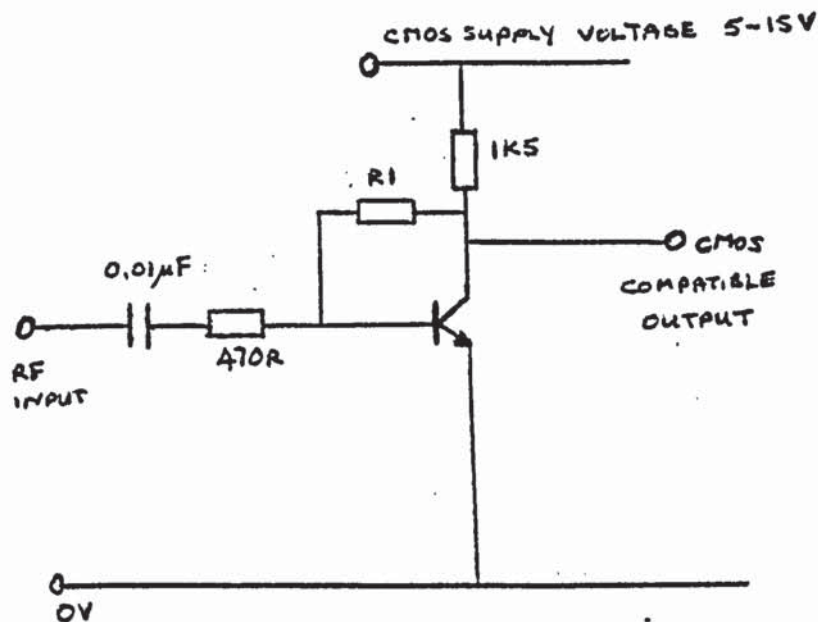 CMOS SUPPLY VOLTAGE 5-15V
1K5
R1
0.01µF
CMOS
COMPATIBLE
OUTPUT
470R
RF
INPUT
0V